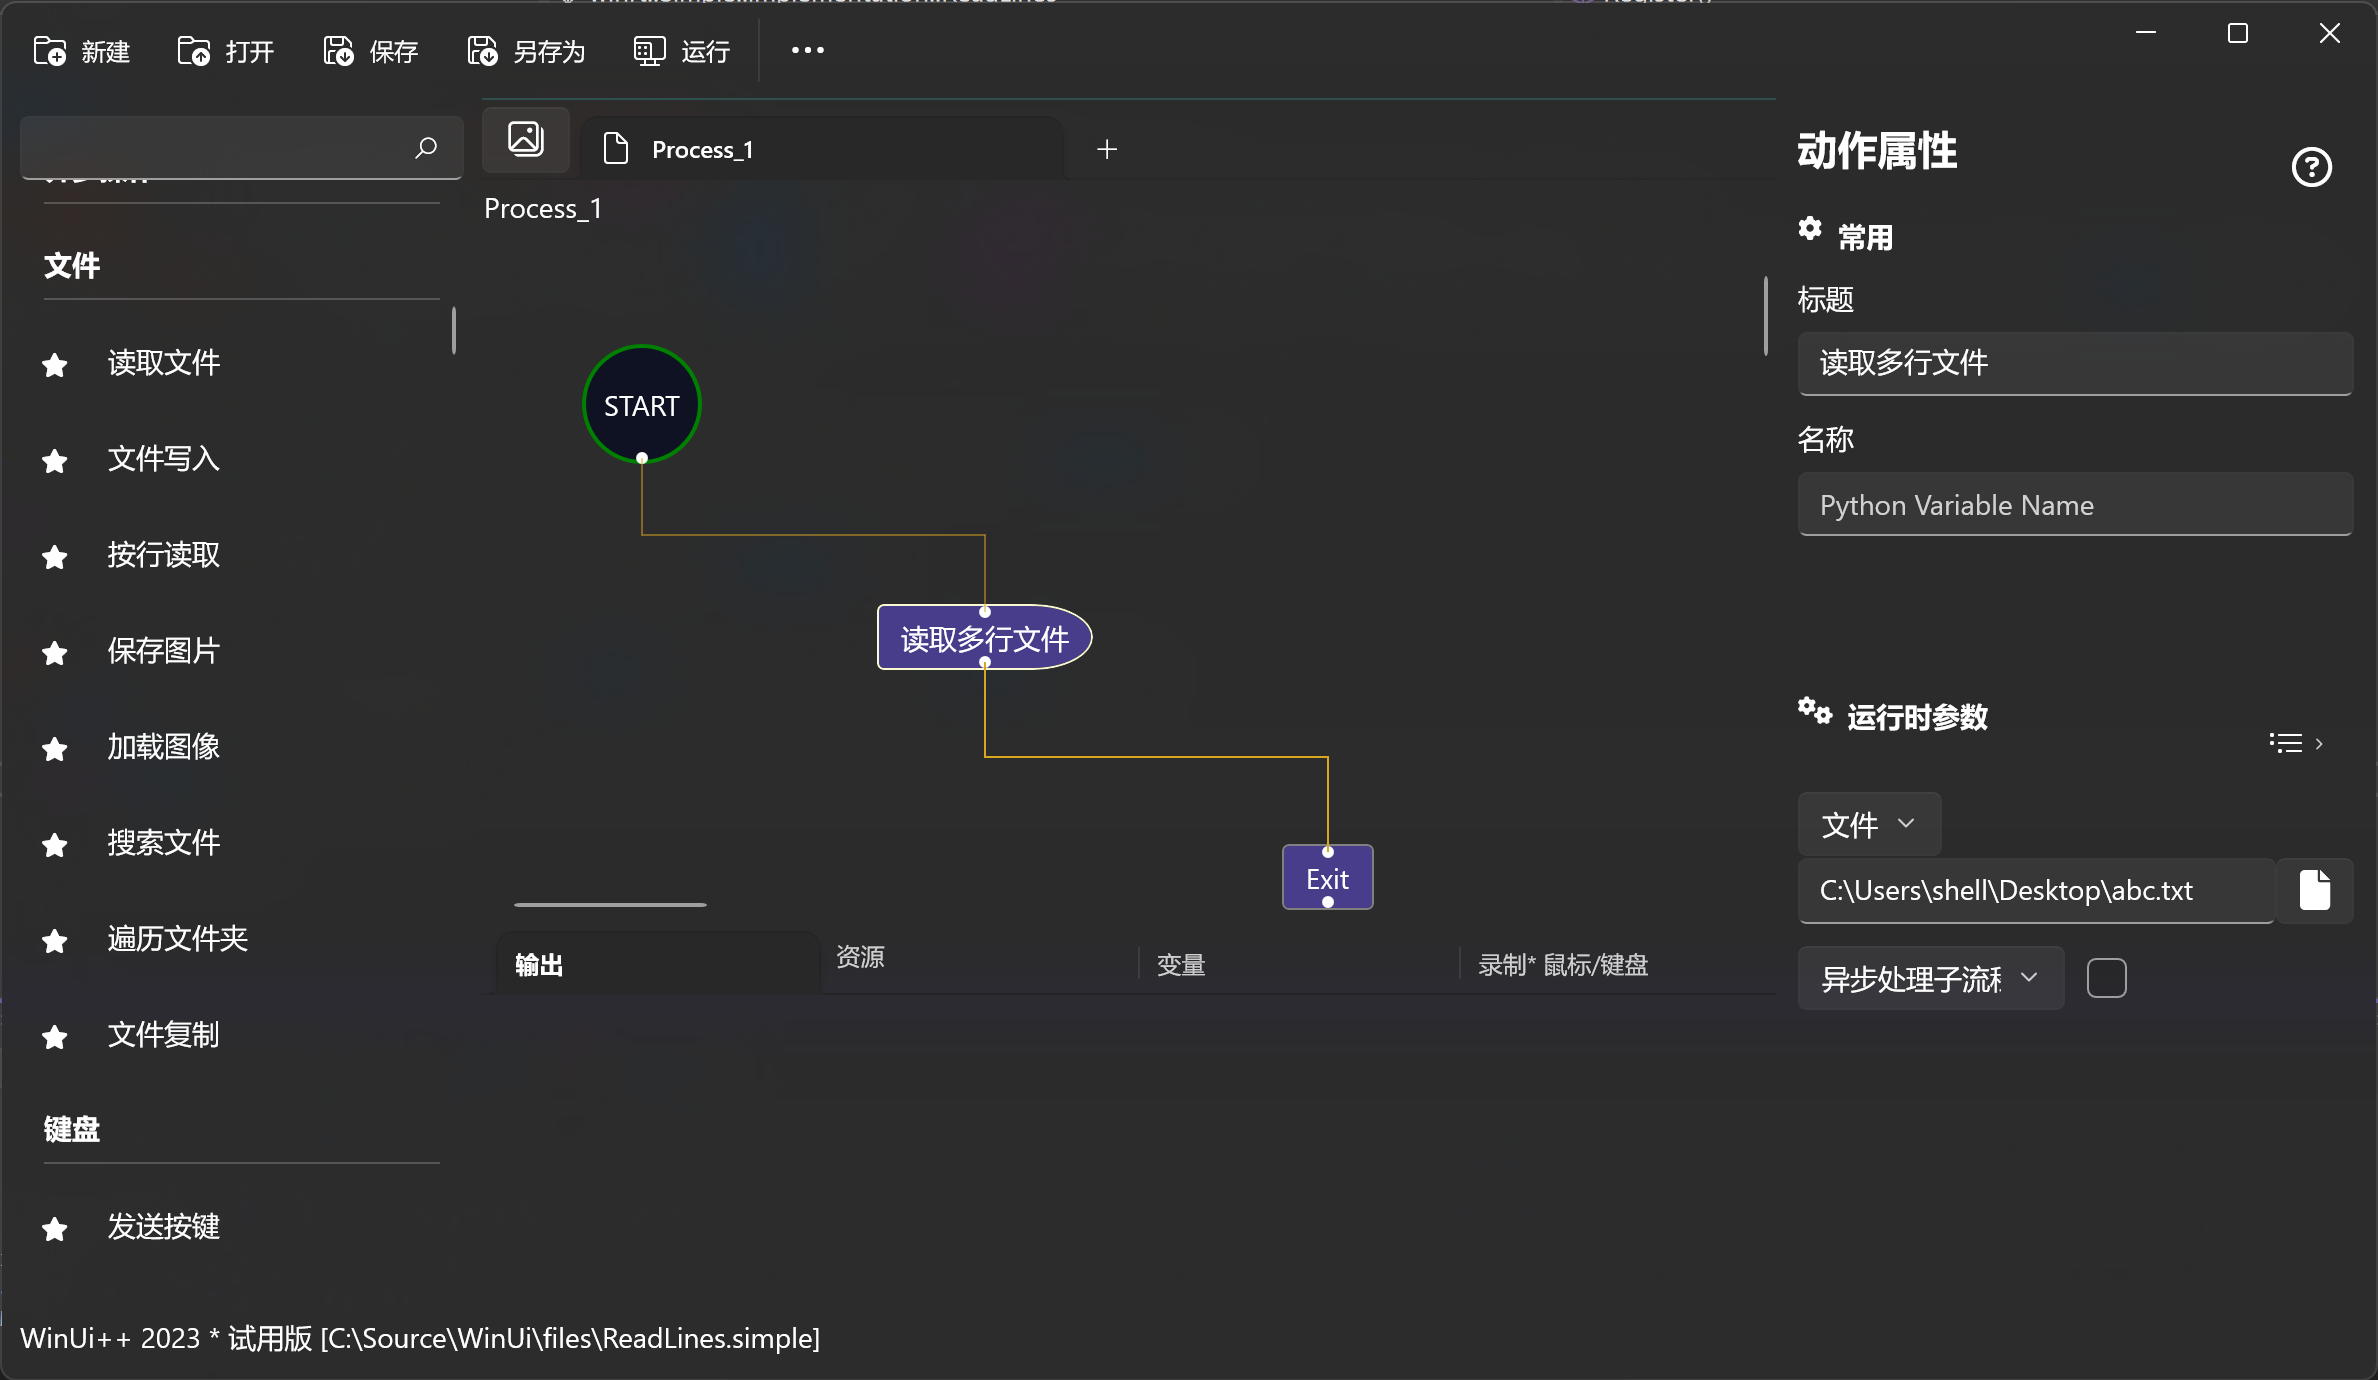 新建 打开 保存 另存为 运行
Process_1
Process_1
文件
读取文件
文件写入
按行读取
保存图片
加载图像
搜索文件
遍历文件夹
文件复制
键盘
发送按键
START
读取多行文件
Exit
输出 资源 变量 录制* 鼠标/键盘
动作属性
常用
标题
读取多行文件
名称
Python Variable Name
运行时参数
文件
C:\Users\shell\Desktop\abc.txt
异步处理子流
WinUi++ 2023 * 试用版 [C:\Source\WinUi\files\ReadLines.simple]